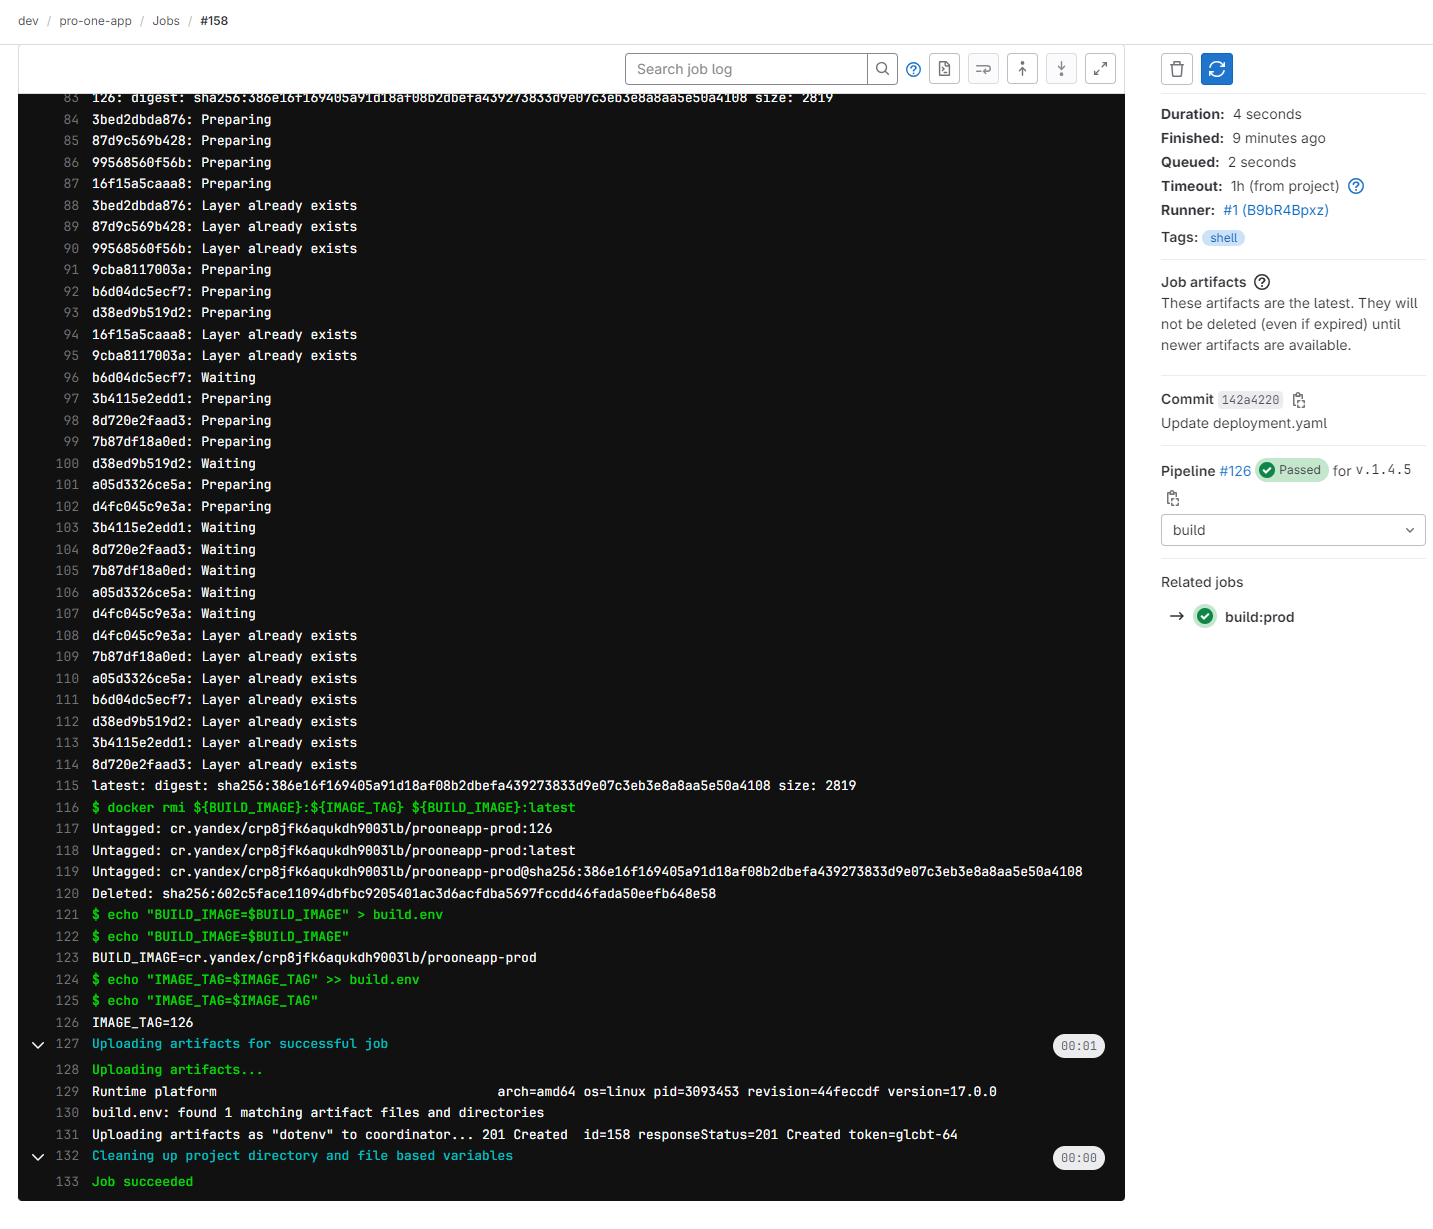 dev / pro-one-app / Jobs / #158
Search job log
83 126: digest: sha256:386e16f169405a91d18af08b2dbefa439273833d9e07c3eb3e8a8aa5e50a4108 size: 2819
84 3bed2dbda876: Preparing
85 87d9c569b428: Preparing
86 99568560f56b: Preparing
87 16f15a5caaa8: Preparing
88 3bed2dbda876: Layer already exists
89 87d9c569b428: Layer already exists
90 99568560f56b: Layer already exists
91 9cba8117003a: Preparing
92 b6d04dc5ecf7: Preparing
93 d38ed9b519d2: Preparing
94 16f15a5caaa8: Layer already exists
95 9cba8117003a: Layer already exists
96 b6d04dc5ecf7: Waiting
97 3b4115e2edd1: Preparing
98 8d720e2faad3: Preparing
99 7b87df18a0ed: Preparing
100 d38ed9b519d2: Waiting
101 a05d3326ce5a: Preparing
102 d4fc045c9e3a: Preparing
103 3b4115e2edd1: Waiting
104 8d720e2faad3: Waiting
105 7b87df18a0ed: Waiting
106 a05d3326ce5a: Waiting
107 d4fc045c9e3a: Waiting
108 d4fc045c9e3a: Layer already exists
109 7b87df18a0ed: Layer already exists
110 a05d3326ce5a: Layer already exists
111 b6d04dc5ecf7: Layer already exists
112 d38ed9b519d2: Layer already exists
113 3b4115e2edd1: Layer already exists
114 8d720e2faad3: Layer already exists
115 latest: digest: sha256:386e16f169405a91d18af08b2dbefa439273833d9e07c3eb3e8a8aa5e50a4108 size: 2819
116 $ docker rmi ${BUILD_IMAGE}:${IMAGE_TAG} ${BUILD_IMAGE}:latest
117 Untagged: cr.yandex/crp8jfk6aqukdh9003lb/prooneapp-prod:126
118 Untagged: cr.yandex/crp8jfk6aqukdh9003lb/prooneapp-prod:latest
119 Untagged: cr.yandex/crp8jfk6aqukdh9003lb/prooneapp-prod@sha256:386e16f169405a91d18af08b2dbefa439273833d9e07c3eb3e8a8aa5e50a4108
120 Deleted: sha256:602c5face11094dbfbc9205401ac3d6acfdba5697fccdd46fada50eefb648e58
121 $ echo "BUILD_IMAGE=$BUILD_IMAGE" > build.env
122 $ echo "BUILD_IMAGE=$BUILD_IMAGE"
123 BUILD_IMAGE=cr.yandex/crp8jfk6aqukdh9003lb/prooneapp-prod
124 $ echo "IMAGE_TAG=$IMAGE_TAG" >> build.env
125 $ echo "IMAGE_TAG=$IMAGE_TAG"
126 IMAGE_TAG=126
127 Uploading artifacts for successful job 00:01
128 Uploading artifacts...
129 Runtime platform arch=amd64 os=linux pid=3093453 revision=44feccdf version=17.0.0
130 build.env: found 1 matching artifact files and directories
131 Uploading artifacts as "dotenv" to coordinator... 201 Created id=158 responseStatus=201 Created token=glcbt-64
132 Cleaning up project directory and file based variables 00:00
133 Job succeeded
Duration: 4 seconds
Finished: 9 minutes ago
Queued: 2 seconds
Timeout: 1h (from project)
Runner: #1 (B9bR4Bpxz)
Tags: shell
Job artifacts
These artifacts are the latest. They will
not be deleted (even if expired) until
newer artifacts are available.
Commit 142a4220
Update deployment.yaml
Pipeline #126 Passed for v.1.4.5
build
Related jobs
→ build:prod